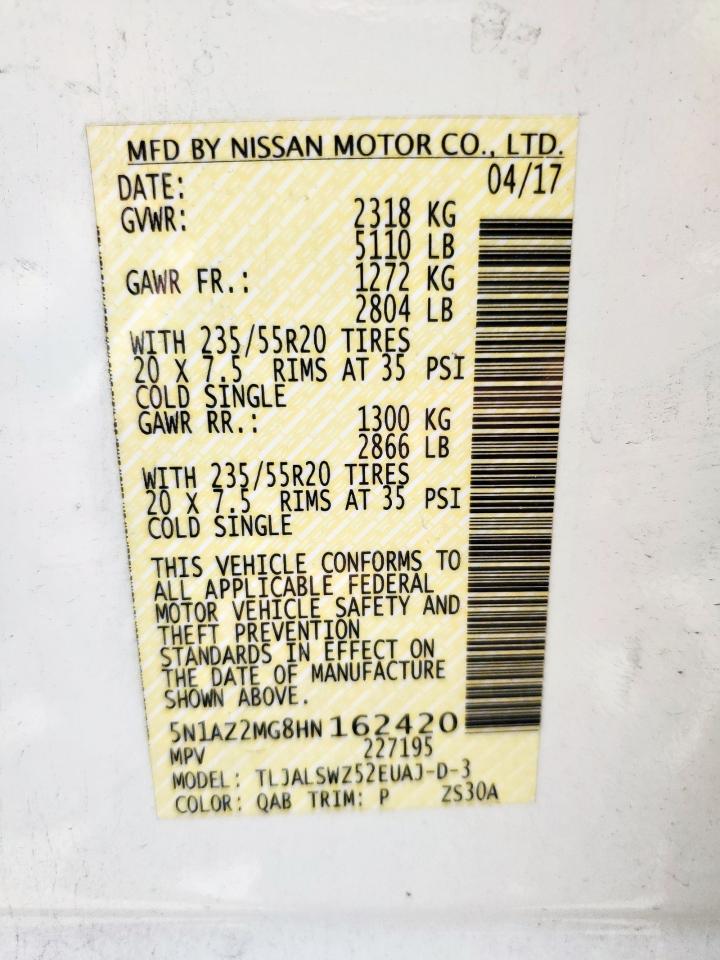 MFD BY NISSAN MOTOR CO., LTD.
DATE: 04/17
GVWR: 2318 KG
5110 LB
GAWR FR.: 1272 KG
2804 LB
WITH 235/55R20 TIRES
20 X 7.5 RIMS AT 35 PSI
COLD SINGLE
GAWR RR.: 1300 KG
2866 LB
WITH 235/55R20 TIRES
20 X 7.5 RIMS AT 35 PSI
COLD SINGLE
THIS VEHICLE CONFORMS TO
ALL APPLICABLE FEDERAL
MOTOR VEHICLE SAFETY AND
THEFT PREVENTION
STANDARDS IN EFFECT ON
THE DATE OF MANUFACTURE
SHOWN ABOVE.
5N1AZ2MG8HN162420
MPV 227195
MODEL: TLJALSWZ52EUAJ-D-3
COLOR: QAB TRIM: P ZS30A